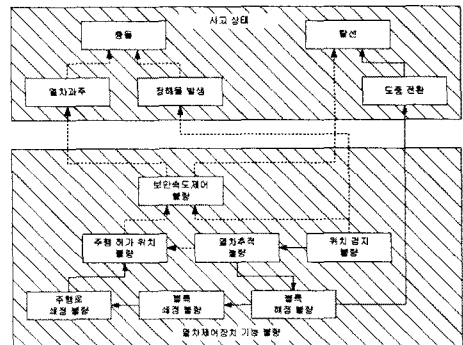 사고 상태
충돌
탈선
열차과주
장해물 발생
도중 전환
보안속도제어
불량
주행 허가 위치
불량
열차추적
불량
위치 검지
불량
주행로
쇄정 불량
블록
쇄정 불량
블록
해정 불량
열차제어장치 기능 불량